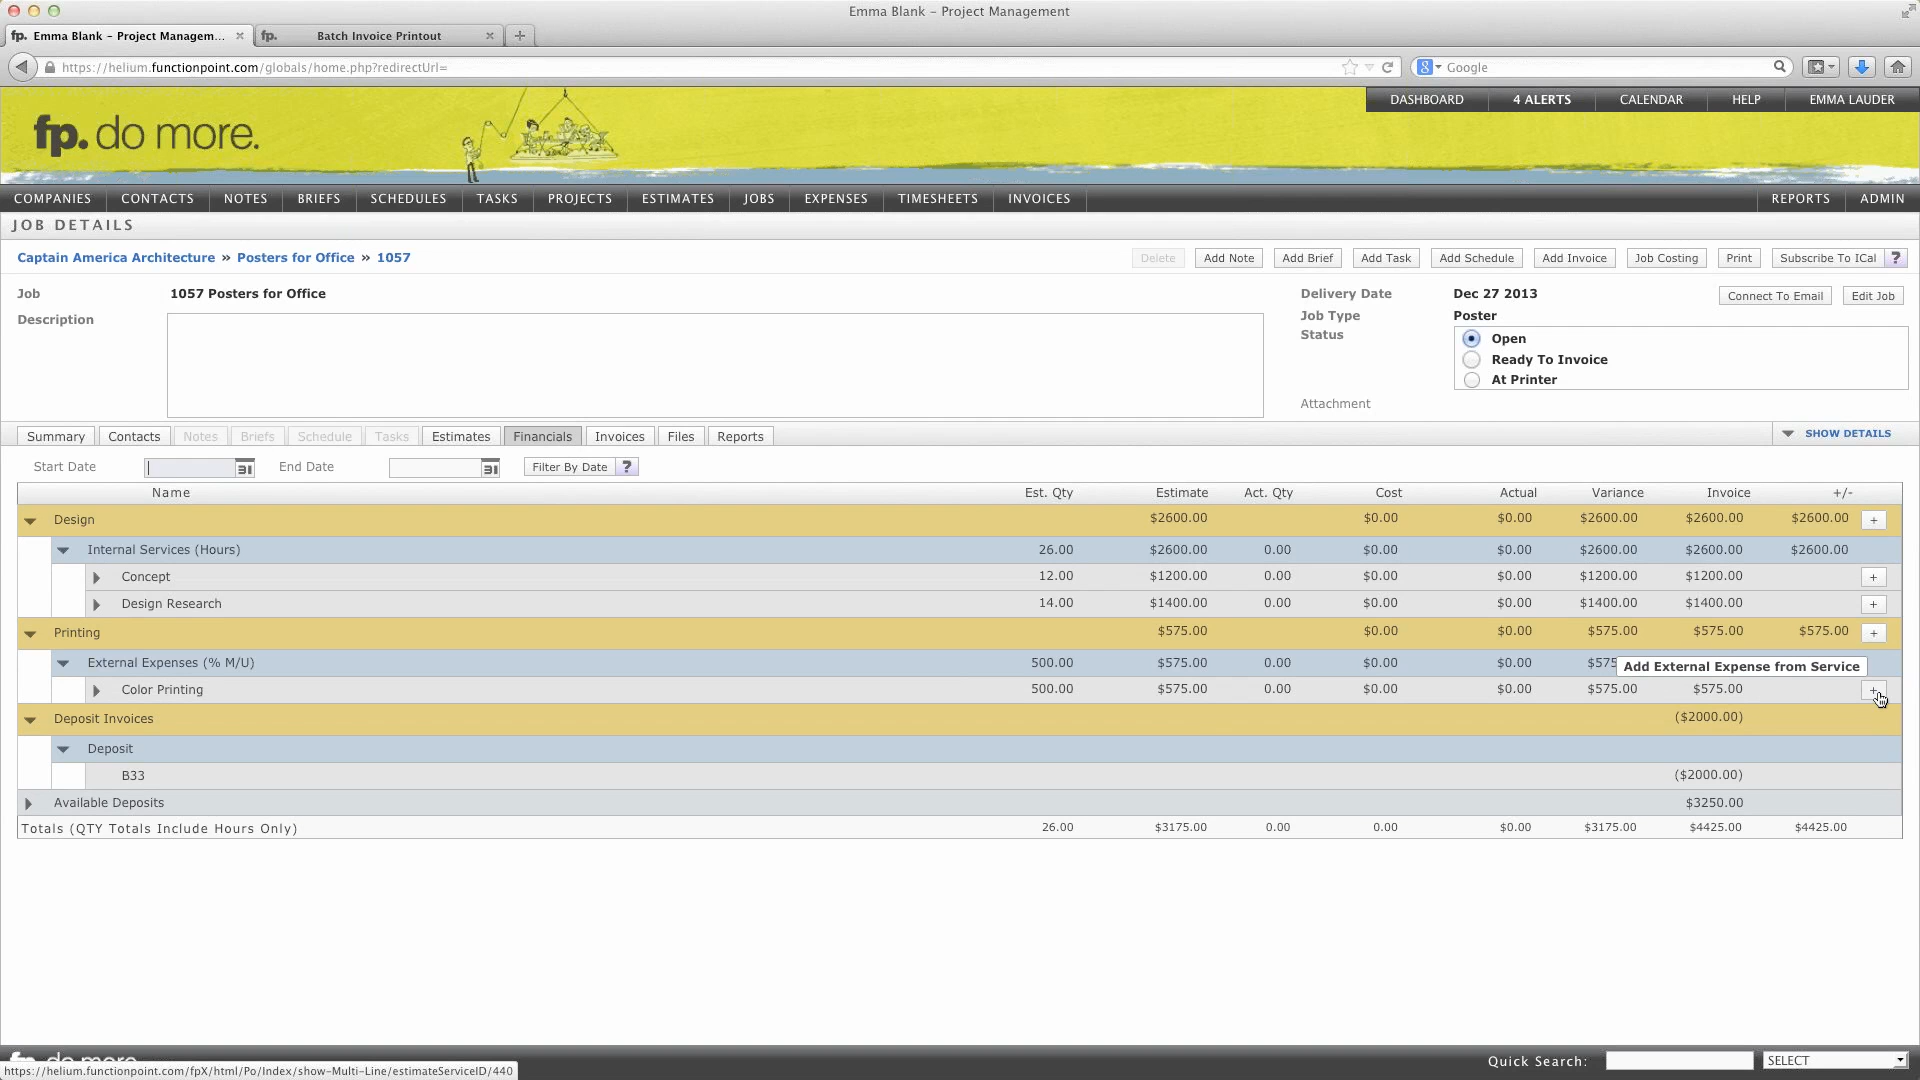 Emma Blank – Project Management
fp. Emma Blank – Project Managem...
fp. Batch Invoice Printout
https://helium.functionpoint.com/globals/home.php?redirectUrl=
Google
DASHBOARD 4 ALERTS CALENDAR HELP EMMA LAUDER
fp. do more.
COMPANIES CONTACTS NOTES BRIEFS SCHEDULES TASKS PROJECTS ESTIMATES JOBS EXPENSES TIMESHEETS INVOICES REPORTS ADMIN
JOB DETAILS
Captain America Architecture » Posters for Office » 1057 Delete Add Note Add Brief Add Task Add Schedule Add Invoice Job Costing Print Subscribe To ICal ?
Job 1057 Posters for Office Delivery Date Dec 27 2013 Connect To Email Edit Job
Description Job Type Poster
Status Open
Ready To Invoice
At Printer
Attachment
Summary Contacts Notes Briefs Schedule Tasks Estimates Financials Invoices Files Reports SHOW DETAILS
Start Date 31 End Date 31 Filter By Date ?
Name Est. Qty Estimate Act. Qty Cost Actual Variance Invoice +/-
Design $2600.00 $0.00 $0.00 $2600.00 $2600.00 $2600.00 +
Internal Services (Hours) 26.00 $2600.00 0.00 $0.00 $0.00 $2600.00 $2600.00 $2600.00
Concept 12.00 $1200.00 0.00 $0.00 $0.00 $1200.00 $1200.00 +
Design Research 14.00 $1400.00 0.00 $0.00 $0.00 $1400.00 $1400.00 +
Printing $575.00 $0.00 $0.00 $575.00 $575.00 $575.00 +
External Expenses (% M/U) 500.00 $575.00 0.00 $0.00 $0.00 $575 Add External Expense from Service
Color Printing 500.00 $575.00 0.00 $0.00 $0.00 $575.00 $575.00 +
Deposit Invoices ($2000.00)
Deposit
B33 ($2000.00)
Available Deposits $3250.00
Totals (QTY Totals Include Hours Only) 26.00 $3175.00 0.00 0.00 $0.00 $3175.00 $4425.00 $4425.00
fp. do more. Quick Search: SELECT
https://helium.functionpoint.com/fpX/html/Po/Index/show-Multi-Line/estimateServiceID/440